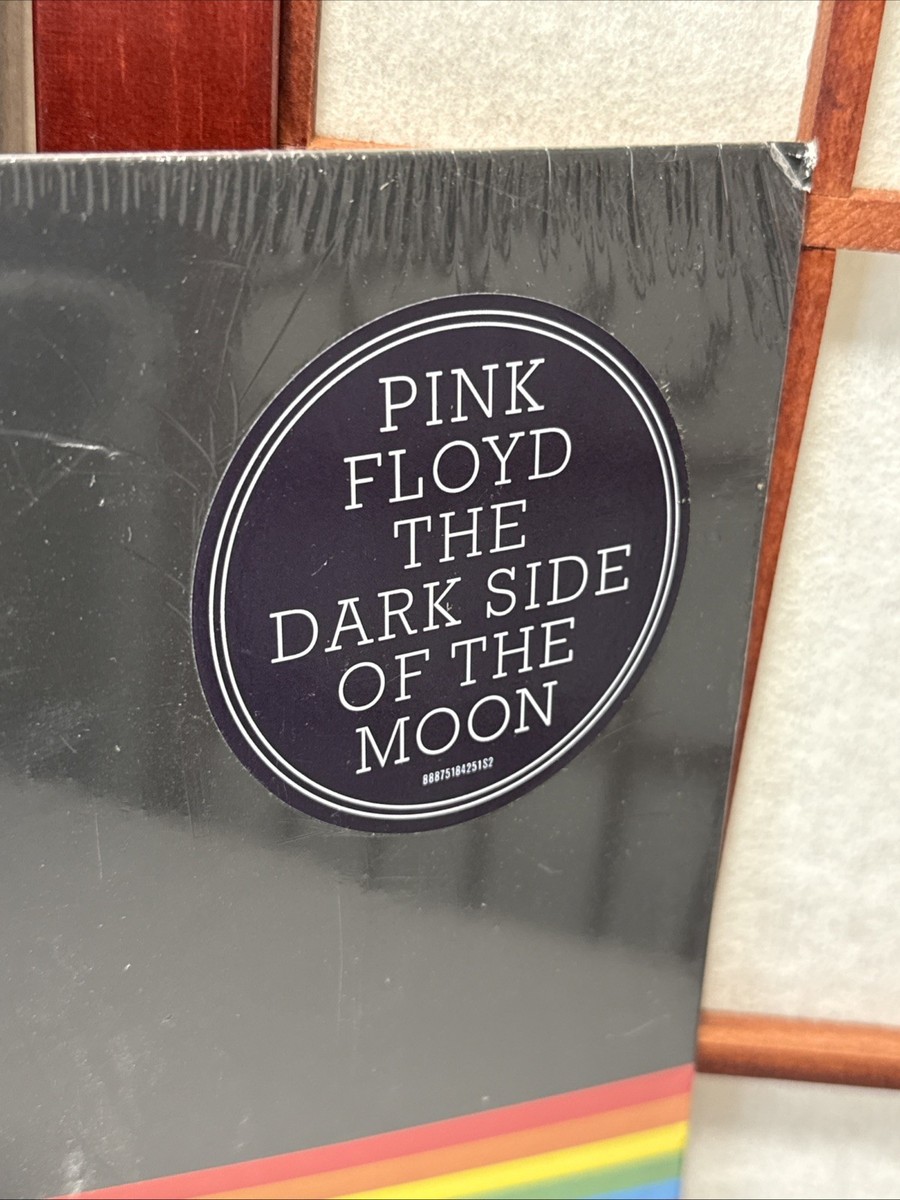 PINK
FLOYD
THE
DARK SIDE
OF THE
MOON
88875184251S2